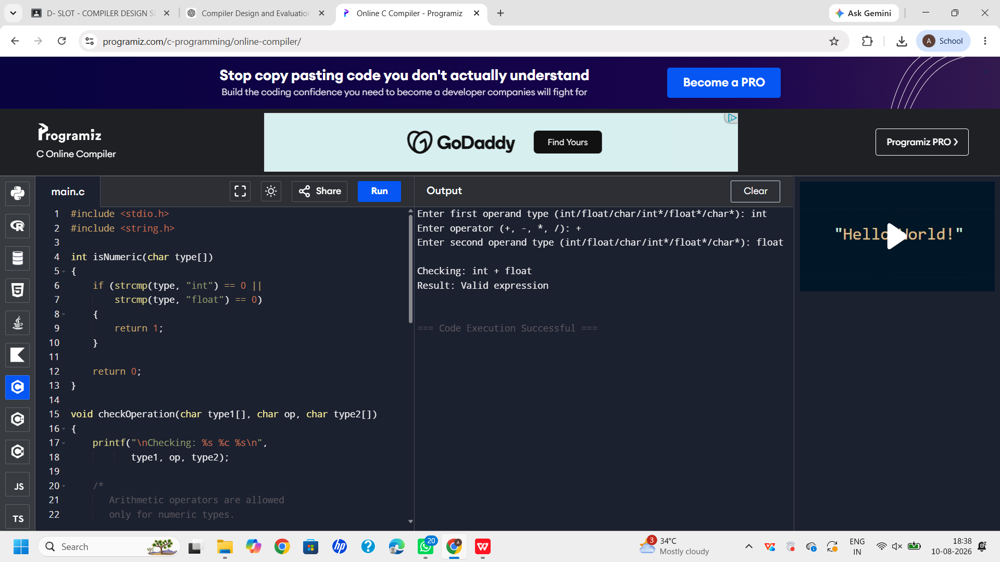 D- SLOT - COMPILER DESIGN S
Compiler Design and Evaluation
Online C Compiler - Programiz
Ask Gemini
programiz.com/c-programming/online-compiler/
A
School
Stop copy pasting code you don't actually understand
Build the coding confidence you need to become a developer companies will fight for
Become a PRO
Programiz
C Online Compiler
GoDaddy
Find Yours
Programiz PRO ❯
main.c
Share
Run
Output
Clear
1 #include <stdio.h>
2 #include <string.h>
3
4 int isNumeric(char type[])
5 {
6 if (strcmp(type, "int") == 0 ||
7 strcmp(type, "float") == 0)
8 {
9 return 1;
10 }
11
12 return 0;
13 }
14
15 void checkOperation(char type1[], char op, char type2[])
16 {
17 printf("\nChecking: %s %c %s\n",
18 type1, op, type2);
19
20 /*
21 Arithmetic operators are allowed
22 only for numeric types.
Enter first operand type (int/float/char/int*/float*/char*): int
Enter operator (+, -, *, /): +
Enter second operand type (int/float/char/int*/float*/char*): float
Checking: int + float
Result: Valid expression
=== Code Execution Successful ===
"Hello World!"
JS
TS
Search
hp
20
A
3
34°C
Mostly cloudy
ENG
IN
18:38
10-08-2026